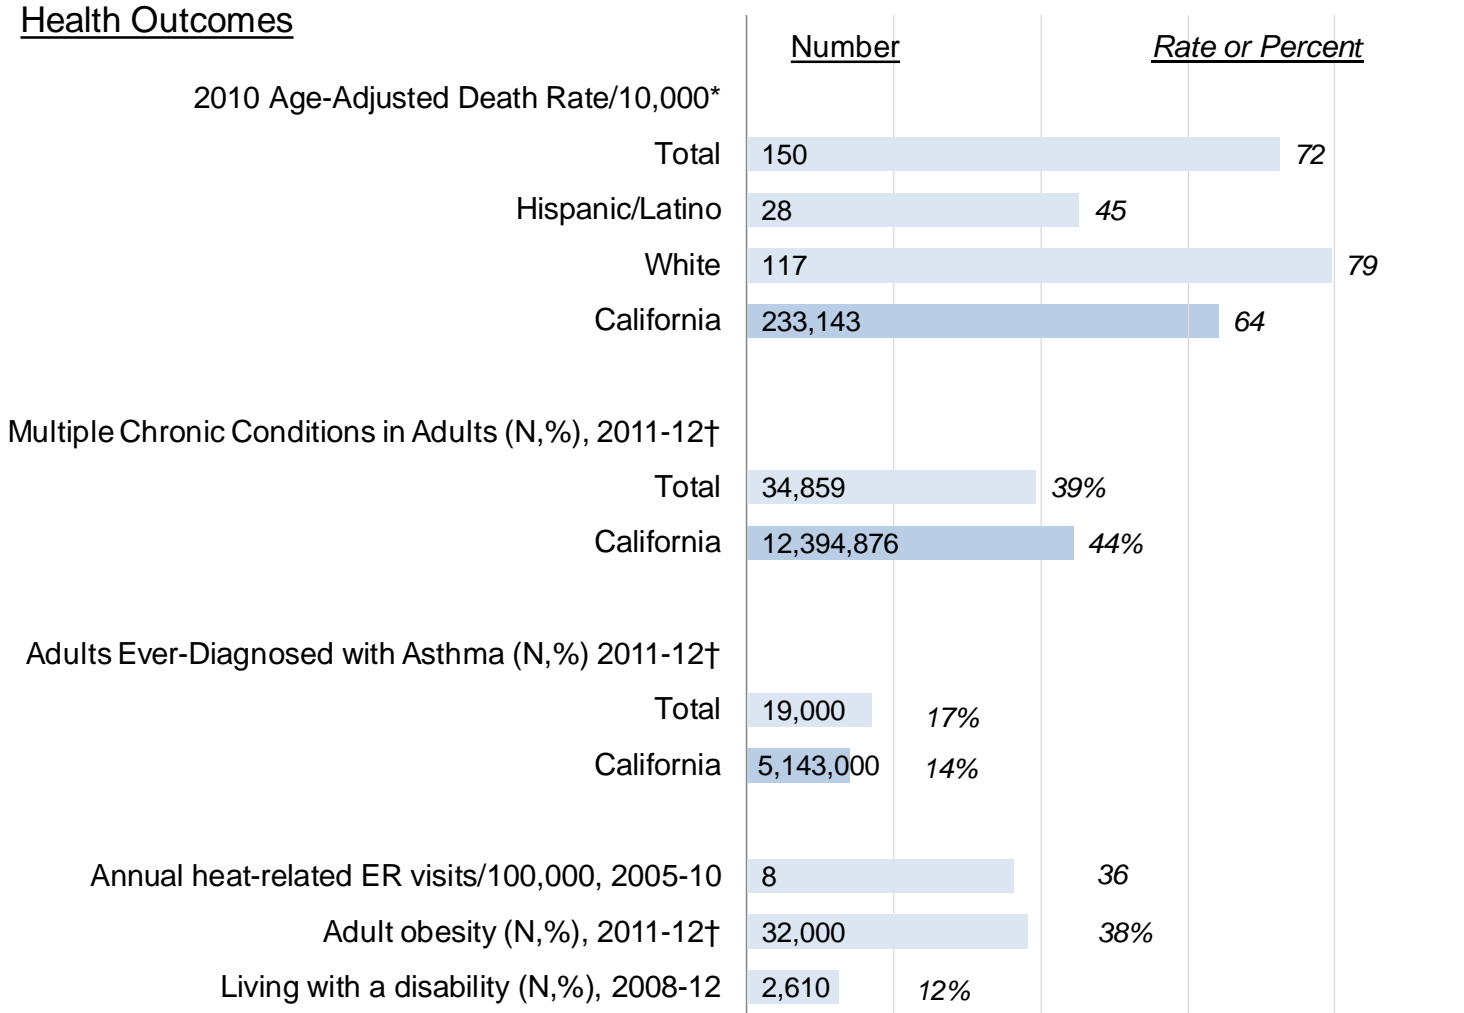 Health Outcomes
Number Rate or Percent
2010 Age-Adjusted Death Rate/10,000*
Total 150 72
Hispanic/Latino 28 45
White 117 79
California 233,143 64
Multiple Chronic Conditions in Adults (N,%), 2011-12†
Total 34,859 39%
California 12,394,876 44%
Adults Ever-Diagnosed with Asthma (N,%) 2011-12†
Total 19,000 17%
California 5,143,000 14%
Annual heat-related ER visits/100,000, 2005-10 8 36
Adult obesity (N,%), 2011-12† 32,000 38%
Living with a disability (N,%), 2008-12 2,610 12%